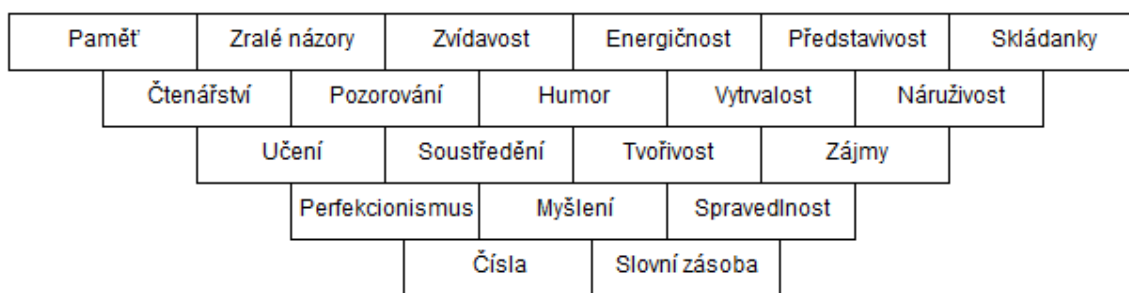 Paměť Zralé názory Zvídavost Energičnost Představivost Skládanky
Čtenářství Pozorování Humor Vytrvalost Náruživost
Učení Soustředění Tvořivost Zájmy
Perfekcionismus Myšlení Spravedlnost
Čísla Slovní zásoba